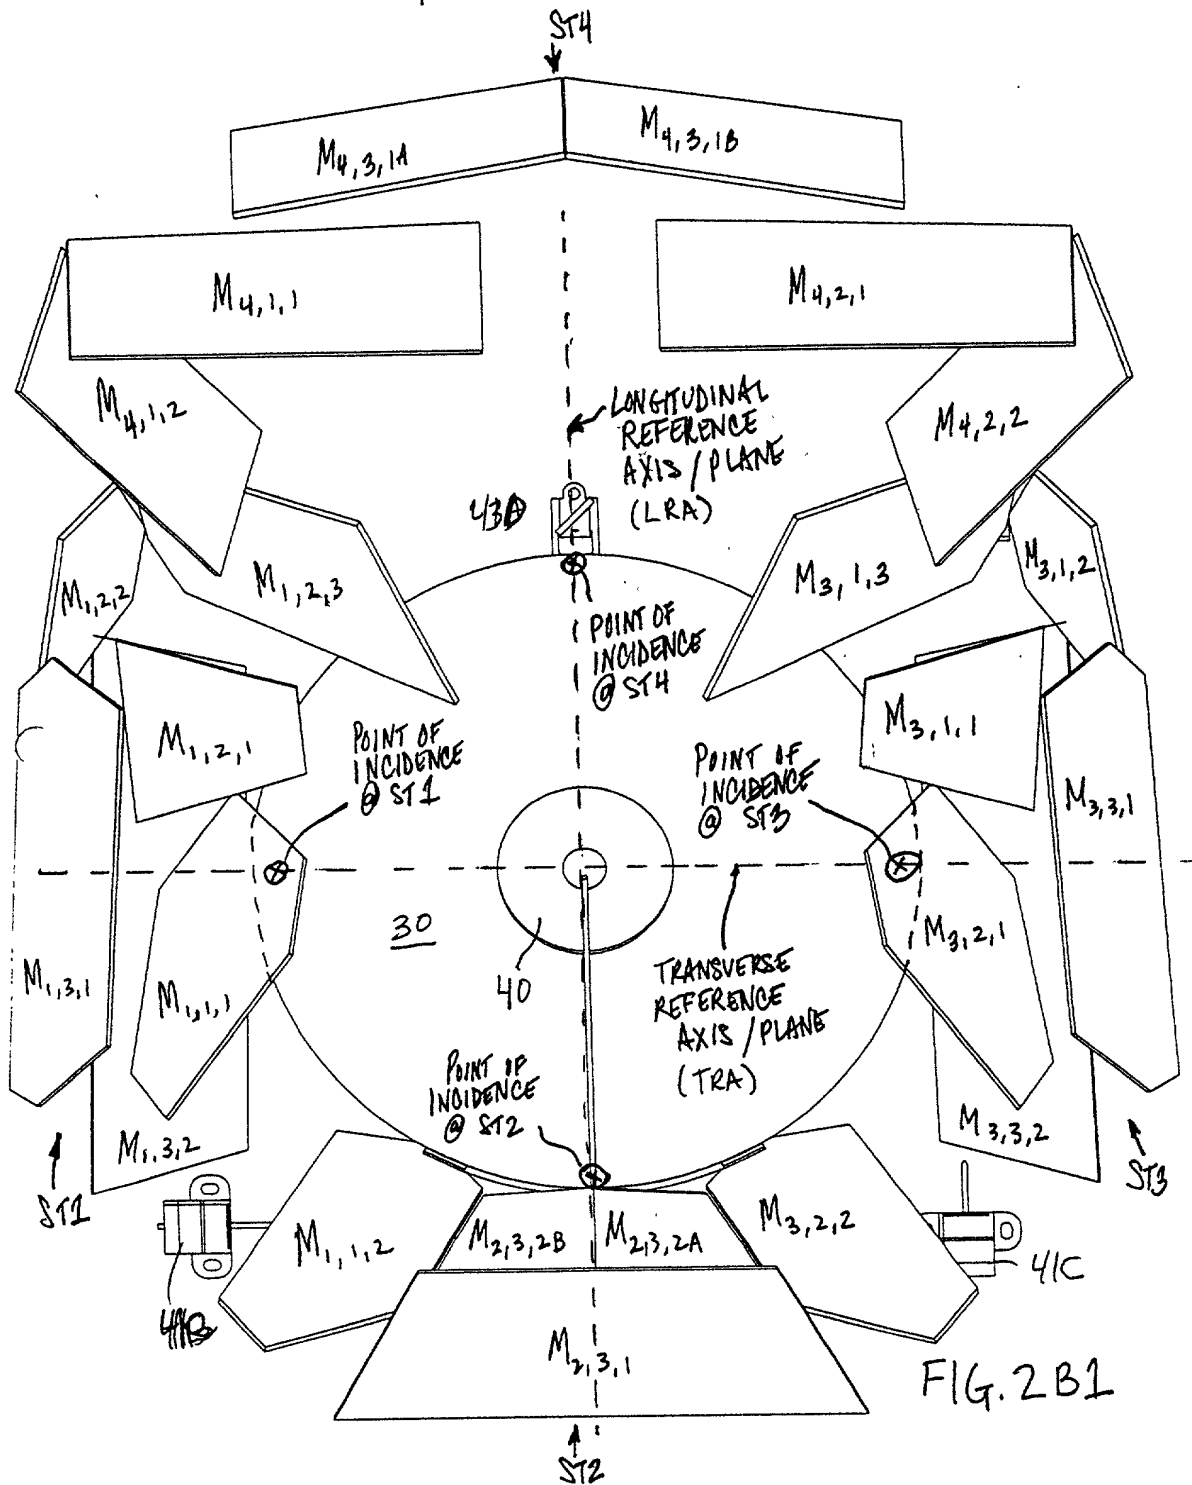 ST4
M4,3,1A
M4,3,1B
M4,1,1
M4,2,1
M4,1,2
M4,2,2
LONGITUDINAL
REFERENCE
AXIS / PLANE
(LRA)
M1,2,2
M1,2,3
M3,1,3
M3,1,2
POINT OF
INCIDENCE
@ ST4
M1,2,1
POINT OF
INCIDENCE
@ ST1
POINT OF
INCIDENCE
@ ST3
M3,1,1
M3,3,1
30
40
M1,3,1
M1,1,1
M3,2,1
TRANSVERSE
REFERENCE
AXIS / PLANE
(TRA)
POINT OF
INCIDENCE
@ ST2
M1,3,2
M3,3,2
ST1
ST3
M1,1,2
M2,3,2B
M2,3,2A
M3,2,2
41C
M2,3,1
FIG. 2B1
ST2